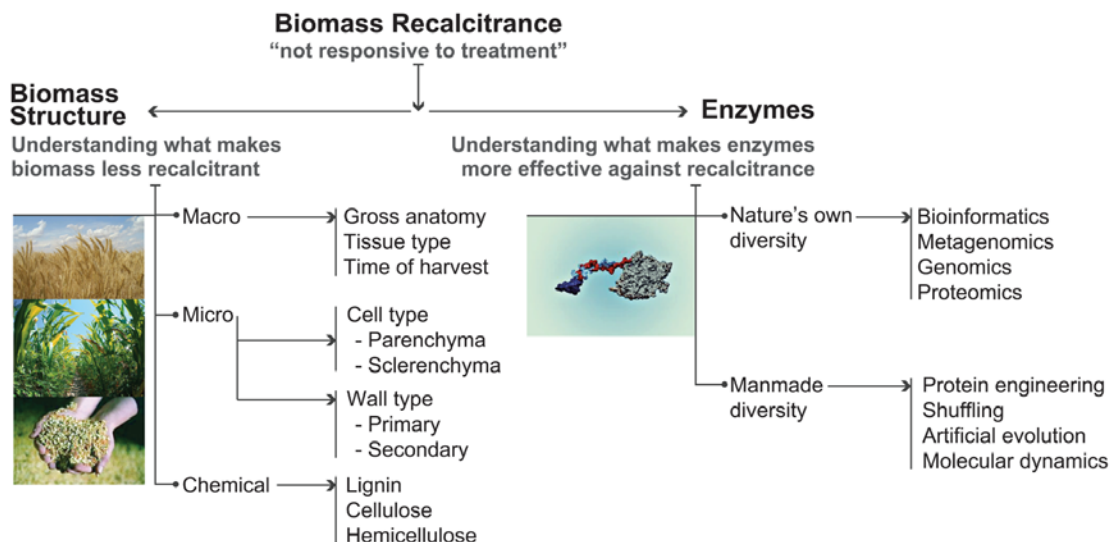 Biomass Recalcitrance
“not responsive to treatment”
Biomass
Structure
Understanding what makes
biomass less recalcitrant
Macro
Gross anatomy
Tissue type
Time of harvest
Micro
Cell type
- Parenchyma
- Sclerenchyma
Wall type
- Primary
- Secondary
Chemical
Lignin
Cellulose
Hemicellulose
Enzymes
Understanding what makes enzymes
more effective against recalcitrance
Nature’s own
diversity
Bioinformatics
Metagenomics
Genomics
Proteomics
Manmade
diversity
Protein engineering
Shuffling
Artificial evolution
Molecular dynamics